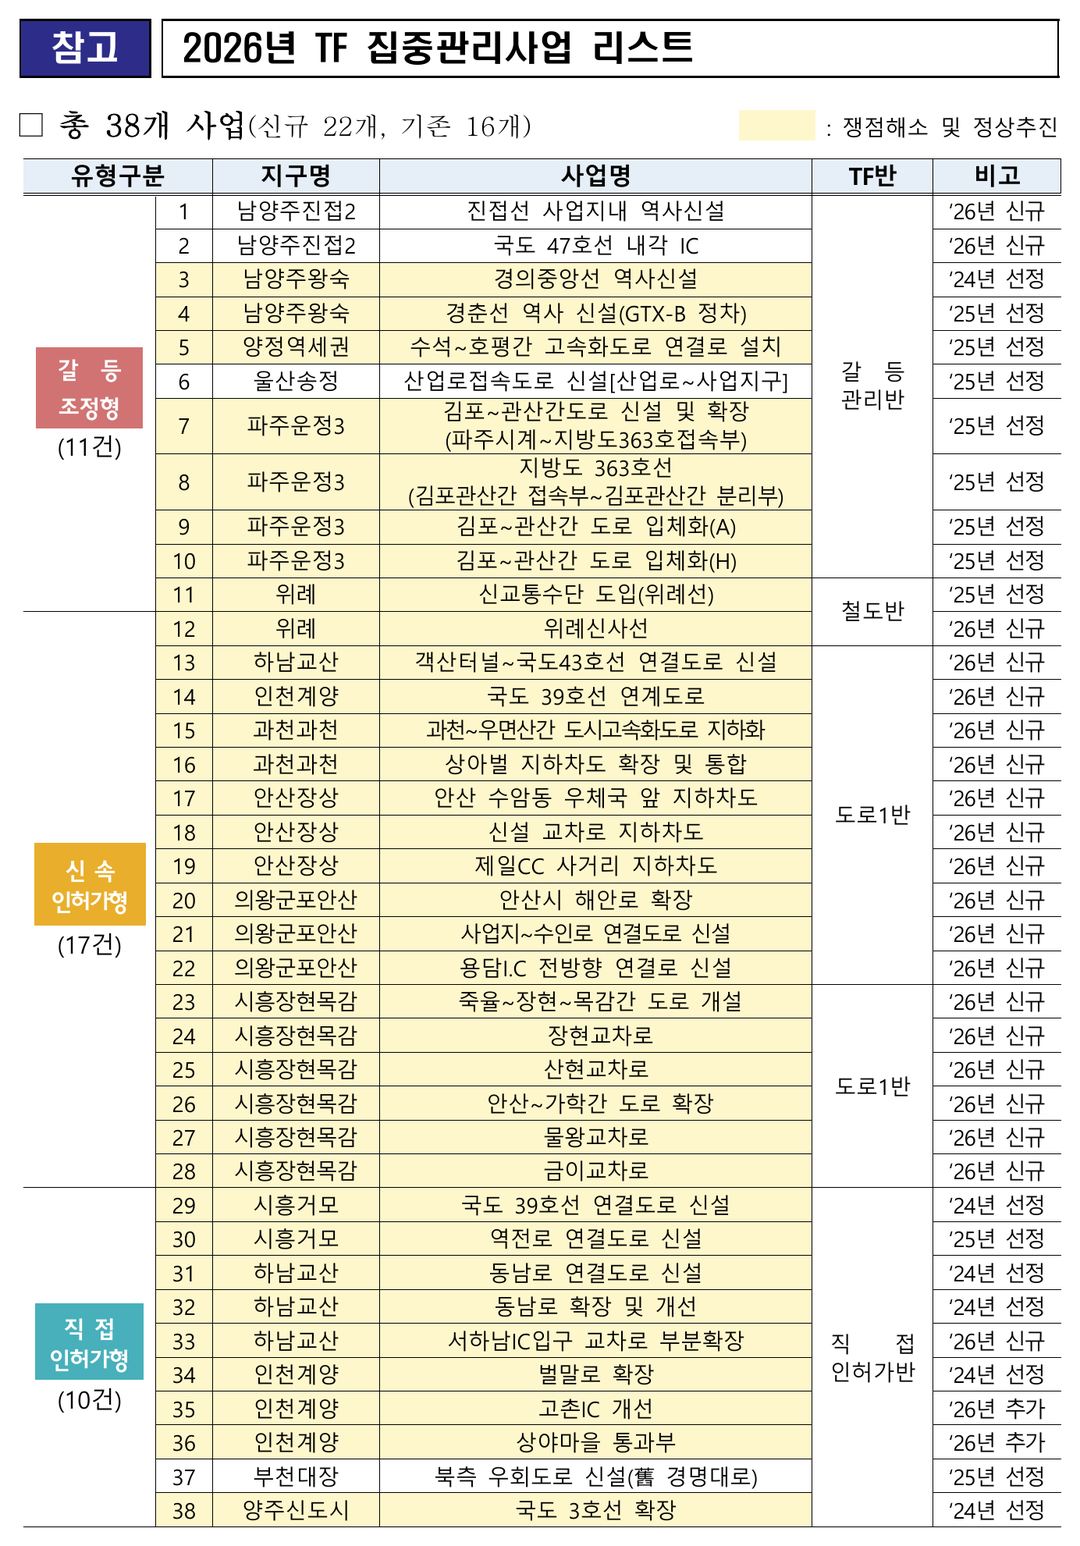 참고
2026년 TF 집중관리사업 리스트
□ 총 38개 사업(신규 22개, 기존 16개)
: 쟁점해소 및 정상추진
유형구분 지구명 사업명 TF반 비고
1 남양주진접2 진접선 사업지내 역사신설 ‘26년 신규
2 남양주진접2 국도 47호선 내각 IC ‘26년 신규
3 남양주왕숙 경의중앙선 역사신설 ‘24년 선정
4 남양주왕숙 경춘선 역사 신설(GTX-B 정차) ‘25년 선정
5 양정역세권 수석~호평간 고속화도로 연결로 설치 ‘25년 선정
갈 등
조정형
(11건)
갈 등
관리반
6 울산송정 산업로접속도로 신설[산업로~사업지구] ‘25년 선정
7 파주운정3 김포~관산간도로 신설 및 확장
(파주시계~지방도363호접속부) ‘25년 선정
8 파주운정3 지방도 363호선
(김포관산간 접속부~김포관산간 분리부) ‘25년 선정
9 파주운정3 김포~관산간 도로 입체화(A) ‘25년 선정
10 파주운정3 김포~관산간 도로 입체화(H) ‘25년 선정
11 위례 신교통수단 도입(위례선) ‘25년 선정
철도반
12 위례 위례신사선 ‘26년 신규
13 하남교산 객산터널~국도43호선 연결도로 신설 ‘26년 신규
14 인천계양 국도 39호선 연계도로 ‘26년 신규
15 과천과천 과천~우면산간 도시고속화도로 지하화 ‘26년 신규
16 과천과천 상아벌 지하차도 확장 및 통합 ‘26년 신규
17 안산장상 안산 수암동 우체국 앞 지하차도 ‘26년 신규
도로1반
18 안산장상 신설 교차로 지하차도 ‘26년 신규
19 안산장상 제일CC 사거리 지하차도 ‘26년 신규
신 속
인허가형
(17건)
20 의왕군포안산 안산시 해안로 확장 ‘26년 신규
21 의왕군포안산 사업지~수인로 연결도로 신설 ‘26년 신규
22 의왕군포안산 용담I.C 전방향 연결로 신설 ‘26년 신규
23 시흥장현목감 죽율~장현~목감간 도로 개설 ‘26년 신규
24 시흥장현목감 장현교차로 ‘26년 신규
25 시흥장현목감 산현교차로 ‘26년 신규
도로1반
26 시흥장현목감 안산~가학간 도로 확장 ‘26년 신규
27 시흥장현목감 물왕교차로 ‘26년 신규
28 시흥장현목감 금이교차로 ‘26년 신규
29 시흥거모 국도 39호선 연결도로 신설 ‘24년 선정
30 시흥거모 역전로 연결도로 신설 ‘25년 선정
31 하남교산 동남로 연결도로 신설 ‘24년 선정
32 하남교산 동남로 확장 및 개선 ‘24년 선정
33 하남교산 서하남IC입구 교차로 부분확장 ‘26년 신규
직 접
인허가형
(10건)
직 접
인허가반
34 인천계양 벌말로 확장 ‘24년 선정
35 인천계양 고촌IC 개선 ‘26년 추가
36 인천계양 상야마을 통과부 ‘26년 추가
37 부천대장 북측 우회도로 신설(舊 경명대로) ‘25년 선정
38 양주신도시 국도 3호선 확장 ‘24년 선정